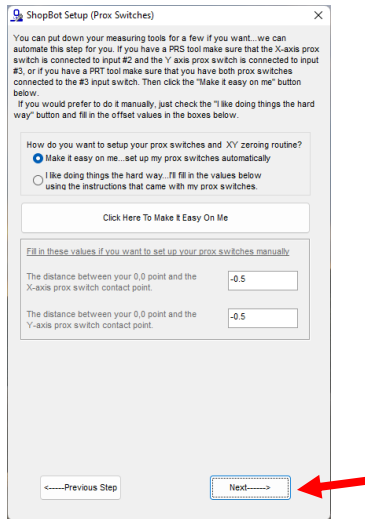 ShopBot Setup (Prox Switches)
You can put down your measuring tools for a few if you want...we can
automate this step for you. If you have a PRS tool make sure that the X-axis prox
switch is connected to input #2 and the Y axis prox switch is connected to input
#3, or if you have a PRT tool make sure that you have both prox switches
connected to the #3 input switch. Then click the "Make it easy on me" button
below.
If you would prefer to do it manually, just check the "I like doing things the hard
way" button and fill in the offset values in the boxes below.
How do you want to setup your prox switches and XY zeroing routine?
Make it easy on me...set up my prox switches automatically
I like doing things the hard way...I'll fill in the values below
using the instructions that came with my prox switches.
Click Here To Make It Easy On Me
Fill in these values if you want to set up your prox switches manually
The distance between your 0,0 point and the
X-axis prox switch contact point.
-0.5
The distance between your 0,0 point and the
Y-axis prox switch contact point.
-0.5
<-----Previous Step
Next------>